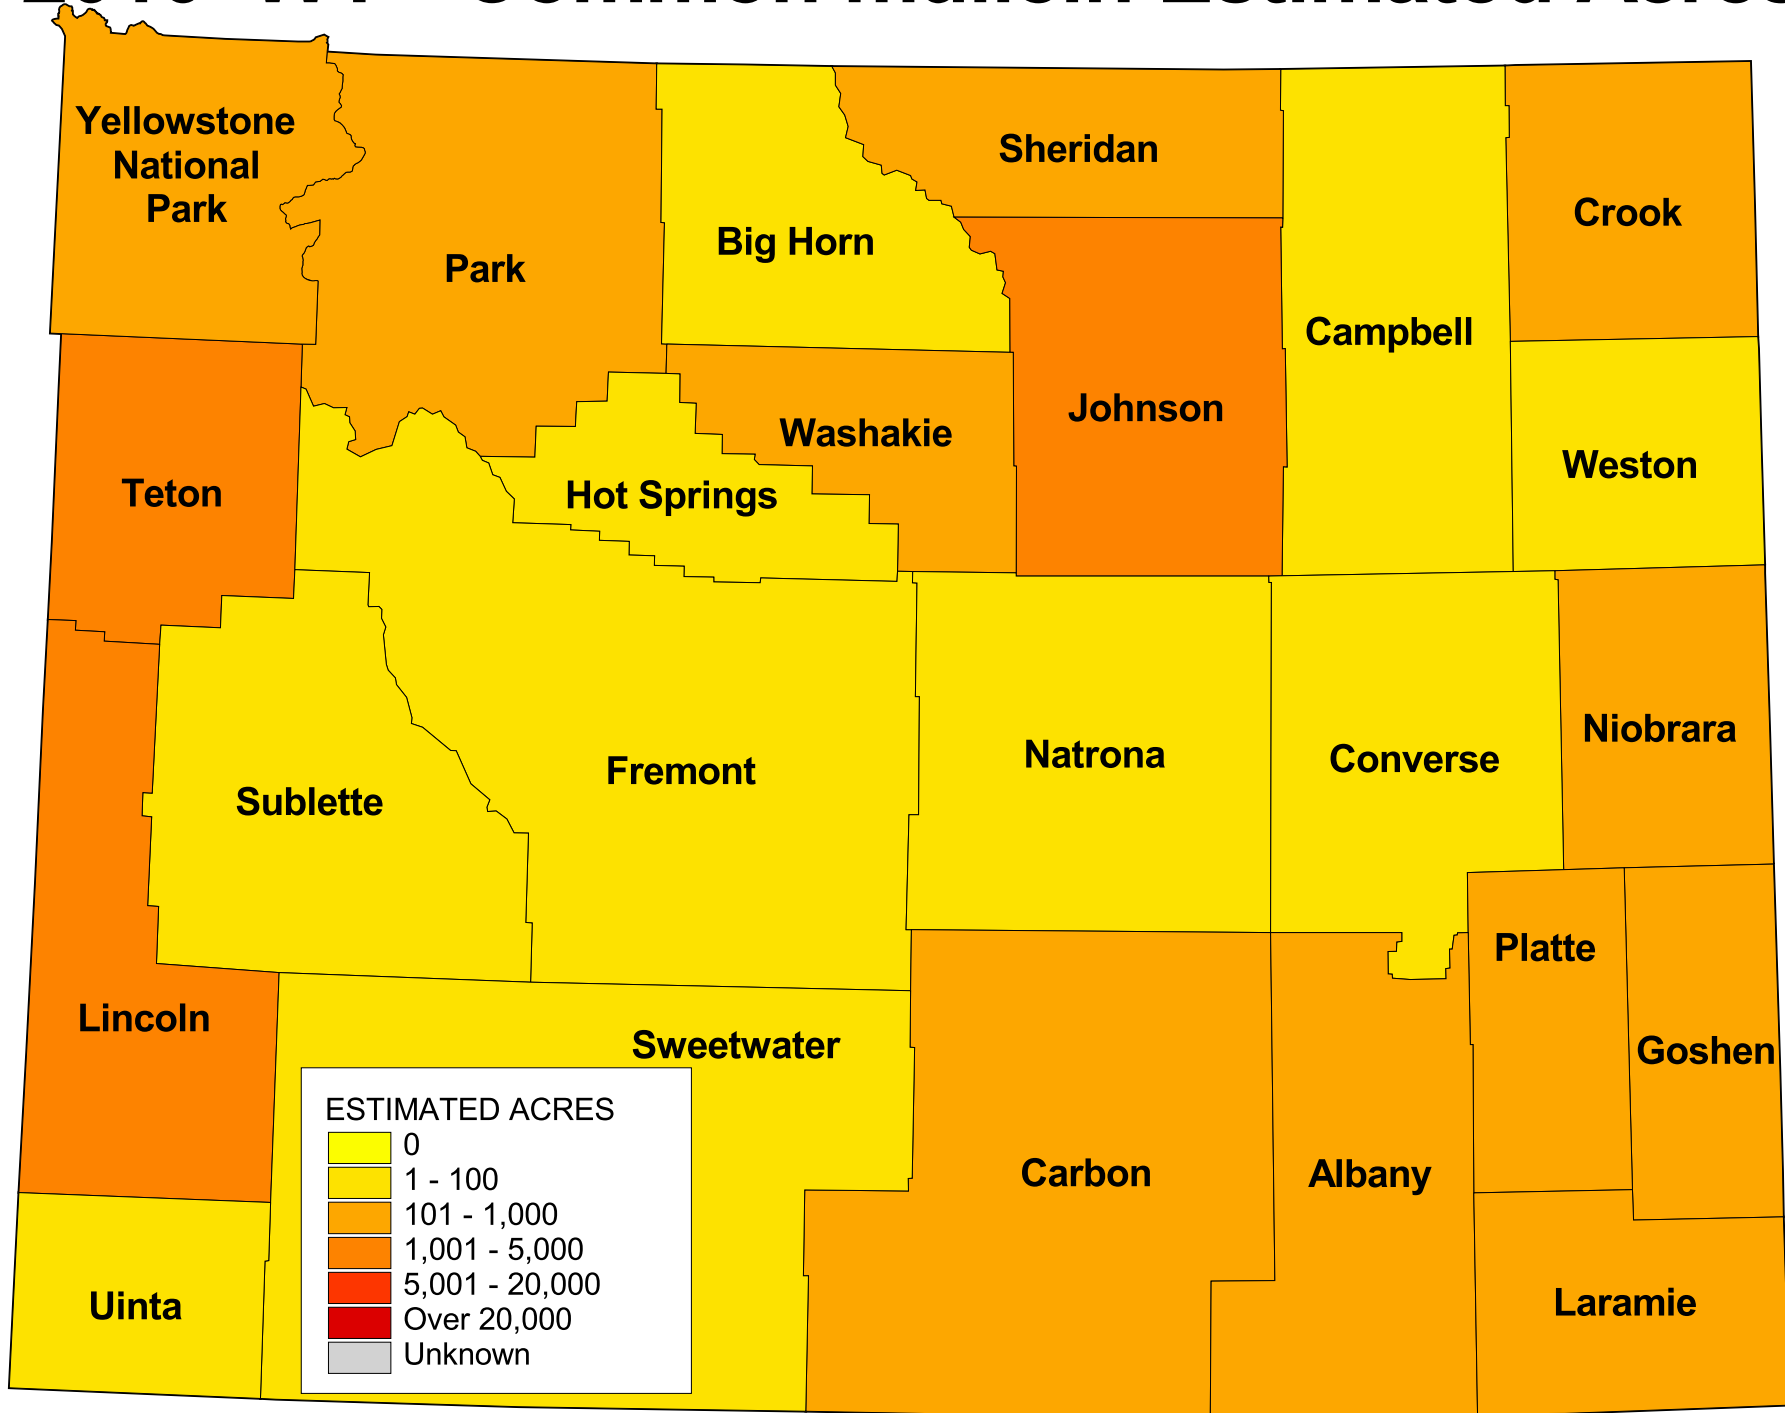 Yellowstone
National
Park
Park
Big Horn
Sheridan
Crook
Campbell
Johnson
Washakie
Weston
Teton
Hot Springs
Niobrara
Natrona
Converse
Fremont
Sublette
Platte
Lincoln
Sweetwater
Goshen
Carbon
Albany
Uinta
Laramie
ESTIMATED ACRES
0
1 - 100
101 - 1,000
1,001 - 5,000
5,001 - 20,000
Over 20,000
Unknown